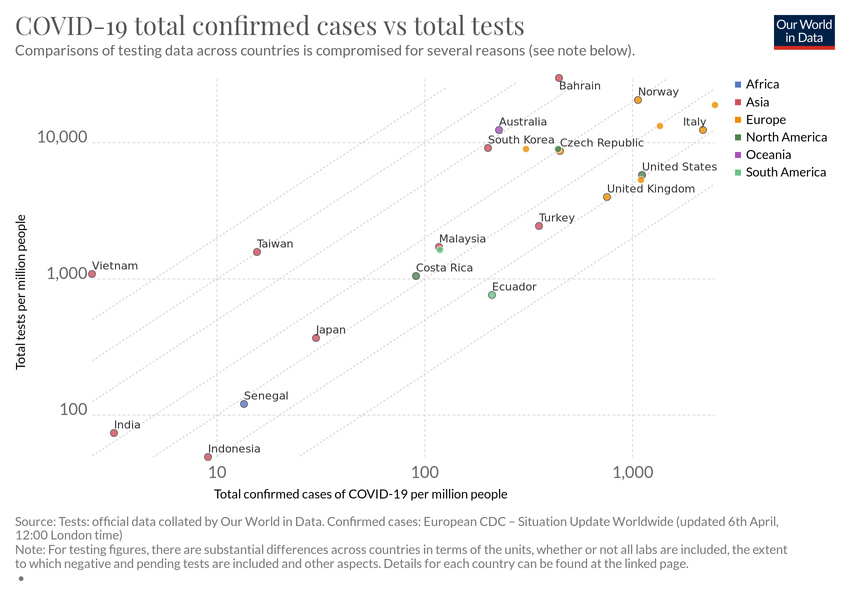 COVID-19 total confirmed cases vs total tests
Comparisons of testing data across countries is compromised for several reasons (see note below).
Our World
in Data
Africa
Asia
Europe
North America
Oceania
South America
Total tests per million people
10,000
1,000
100
Bahrain
Norway
Australia
Italy
South Korea
Czech Republic
United States
United Kingdom
Turkey
Malaysia
Taiwan
Vietnam
Costa Rica
Ecuador
Japan
Senegal
India
Indonesia
10
100
1,000
Total confirmed cases of COVID-19 per million people
Source: Tests: official data collated by Our World in Data. Confirmed cases: European CDC – Situation Update Worldwide (updated 6th April,
12:00 London time)
Note: For testing figures, there are substantial differences across countries in terms of the units, whether or not all labs are included, the extent
to which negative and pending tests are included and other aspects. Details for each country can be found at the linked page.